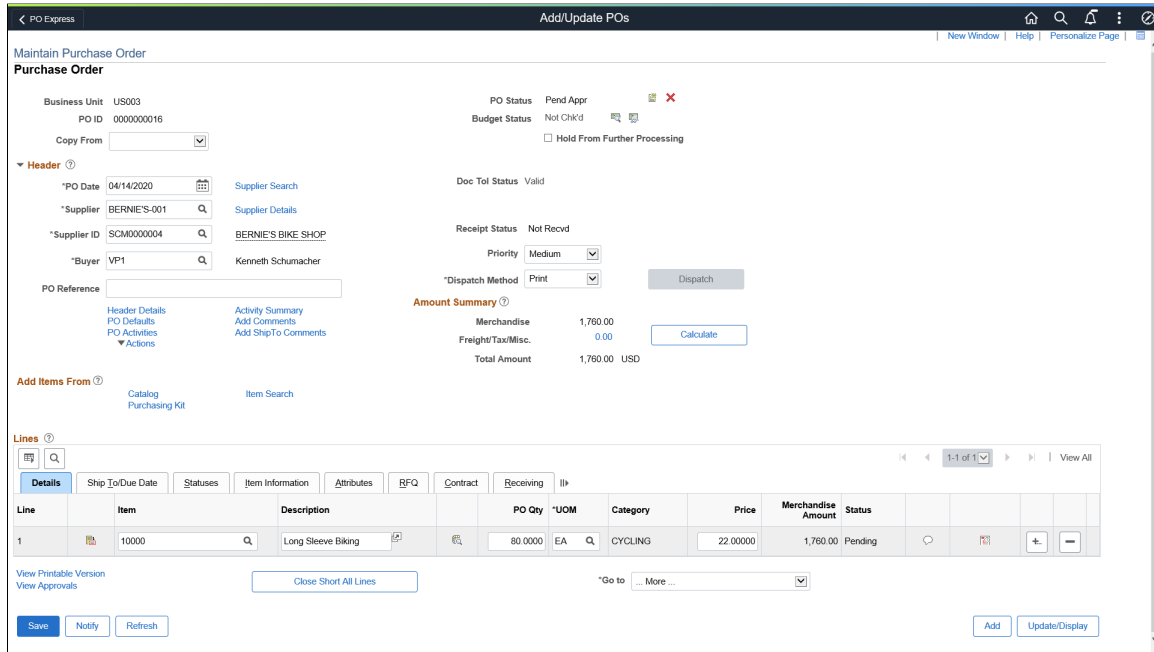 PO Express
Add/Update POs
| New Window | Help | Personalize Page |
Maintain Purchase Order
Purchase Order
Business Unit US003
PO Status Pend Appr
PO ID 0000000016
Budget Status Not Chk'd
Copy From
Hold From Further Processing
Header
*PO Date 04/14/2020 Supplier Search
Doc Tol Status Valid
*Supplier BERNIE'S-001 Supplier Details
*Supplier ID SCM0000004 BERNIE'S BIKE SHOP
Receipt Status Not Recvd
*Buyer VP1 Kenneth Schumacher
Priority Medium
*Dispatch Method Print Dispatch
PO Reference
Header Details Activity Summary
PO Defaults Add Comments
PO Activities Add ShipTo Comments
Actions
Amount Summary
Merchandise 1,760.00
Freight/Tax/Misc. 0.00 Calculate
Total Amount 1,760.00 USD
Add Items From
Catalog Item Search
Purchasing Kit
Lines
1-1 of 1 | View All
Details Ship To/Due Date Statuses Item Information Attributes RFQ Contract Receiving
Line Item Description PO Qty *UOM Category Price Merchandise Amount Status
1 10000 Long Sleeve Biking 80.0000 EA CYCLING 22.00000 1,760.00 Pending
View Printable Version
View Approvals
Close Short All Lines
*Go to ... More ...
Save Notify Refresh Add Update/Display